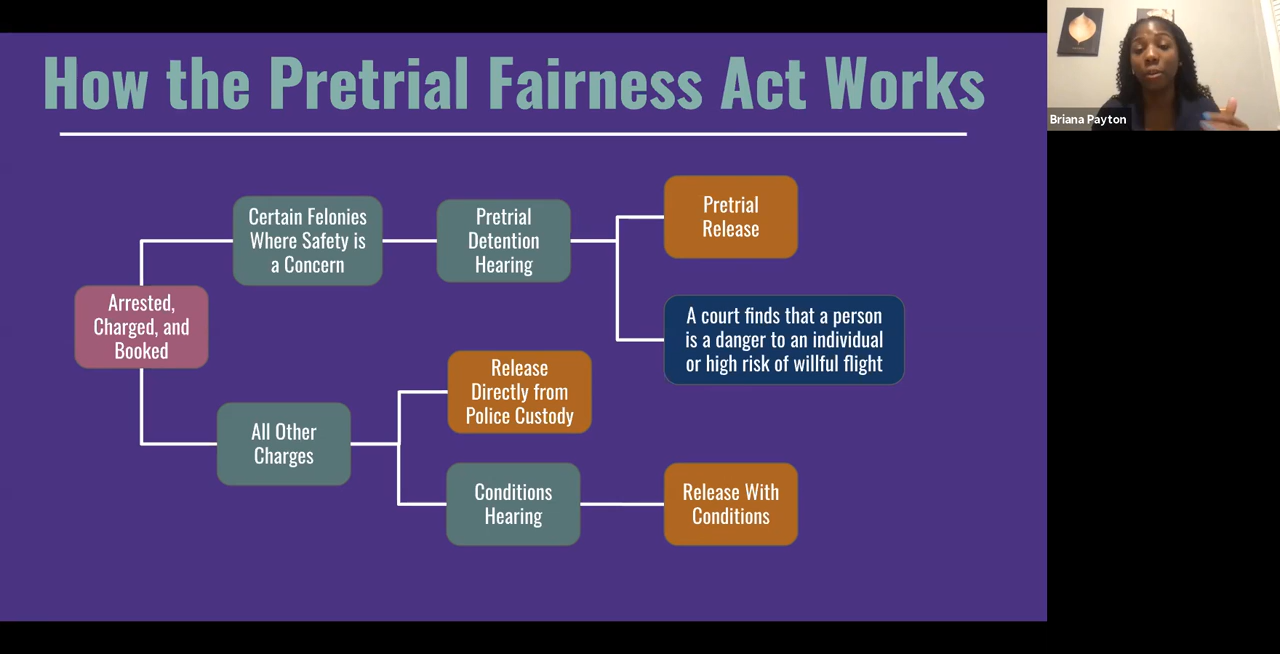 How the Pretrial Fairness Act Works
Certain Felonies
Where Safety is
a Concern
Pretrial
Detention
Hearing
Pretrial
Release
Arrested,
Charged, and
Booked
A court finds that a person
is a danger to an individual
or high risk of willful flight
Release
Directly from
Police Custody
All Other
Charges
Conditions
Hearing
Release With
Conditions
Briana Payton